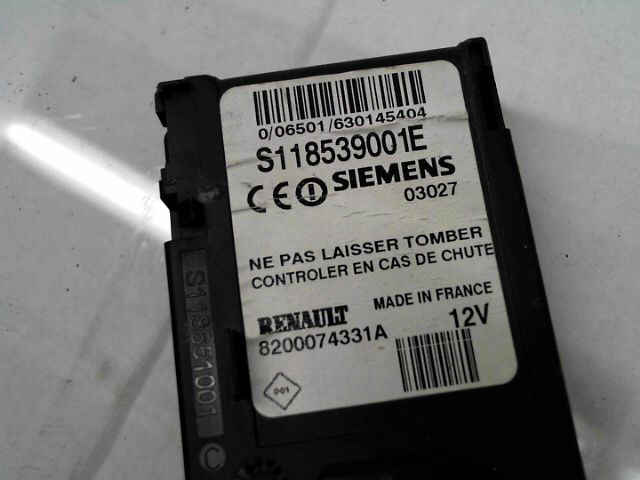 0/06501/630145404
S118539001E
CE SIEMENS
03027
NE PAS LAISSER TOMBER
CONTROLER EN CAS DE CHUTE
RENAULT MADE IN FRANCE
8200074331A 12V
001
S118651001 C